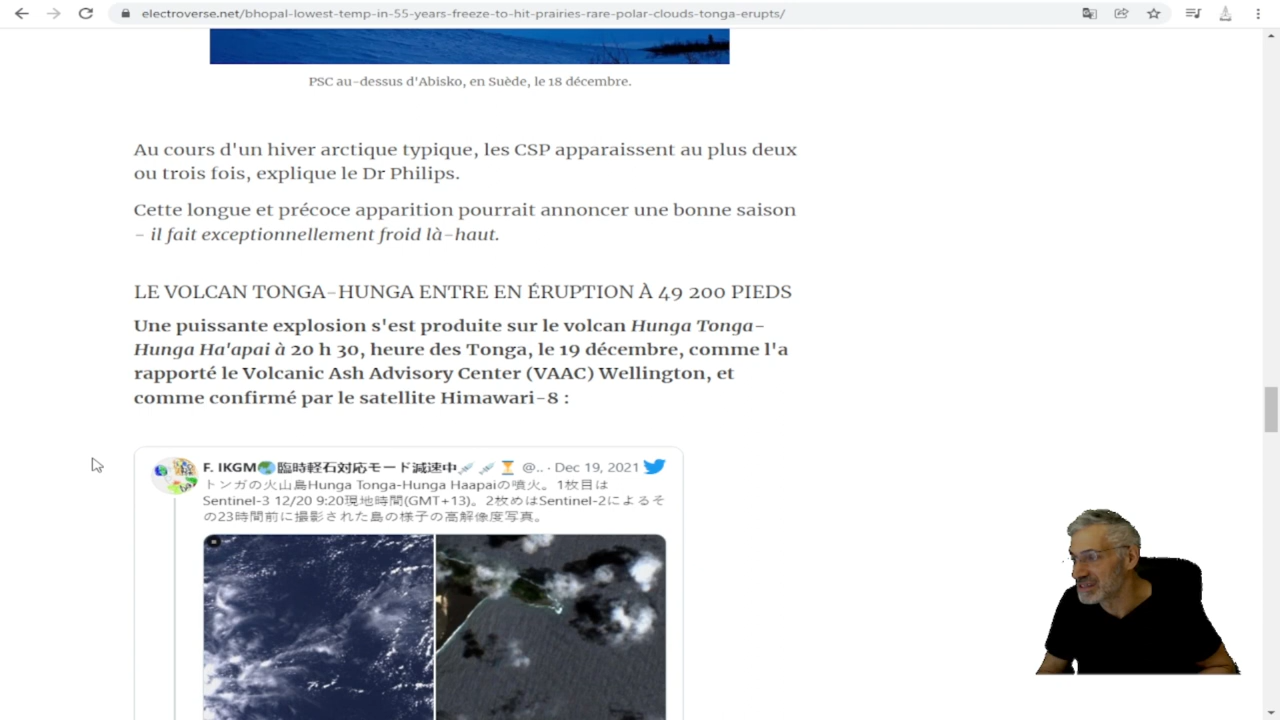 electroverse.net/bhopal-lowest-temp-in-55-years-freeze-to-hit-prairies-rare-polar-clouds-tonga-erupts/
PSC au-dessus d'Abisko, en Suède, le 18 décembre.
Au cours d'un hiver arctique typique, les CSP apparaissent au plus deux
ou trois fois, explique le Dr Philips.
Cette longue et précoce apparition pourrait annoncer une bonne saison
- il fait exceptionnellement froid là-haut.
LE VOLCAN TONGA-HUNGA ENTRE EN ÉRUPTION À 49 200 PIEDS
Une puissante explosion s'est produite sur le volcan Hunga Tonga-
Hunga Ha'apai à 20 h 30, heure des Tonga, le 19 décembre, comme l'a
rapporté le Volcanic Ash Advisory Center (VAAC) Wellington, et
comme confirmé par le satellite Himawari-8 :
F. IKGM🌏臨時軽石対応モード減速中💉💉⏳ @.. · Dec 19, 2021
トンガの火山島Hunga Tonga-Hunga Haapaiの噴火。1枚目は
Sentinel-3 12/20 9:20現地時間(GMT+13)。2枚めはSentinel-2によるそ
の23時間前に撮影された島の様子の高解像度写真。